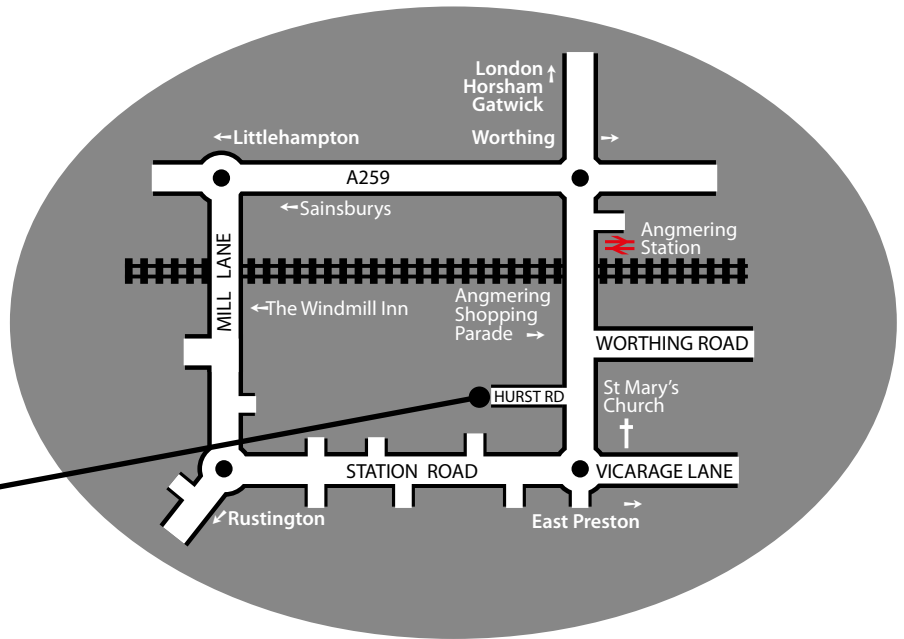 London
Horsham
Gatwick
Littlehampton
Worthing
A259
Sainsburys
Angmering
Station
MILL LANE
The Windmill Inn
Angmering
Shopping
Parade
WORTHING ROAD
HURST RD
St Mary's
Church
STATION ROAD
VICARAGE LANE
Rustington
East Preston